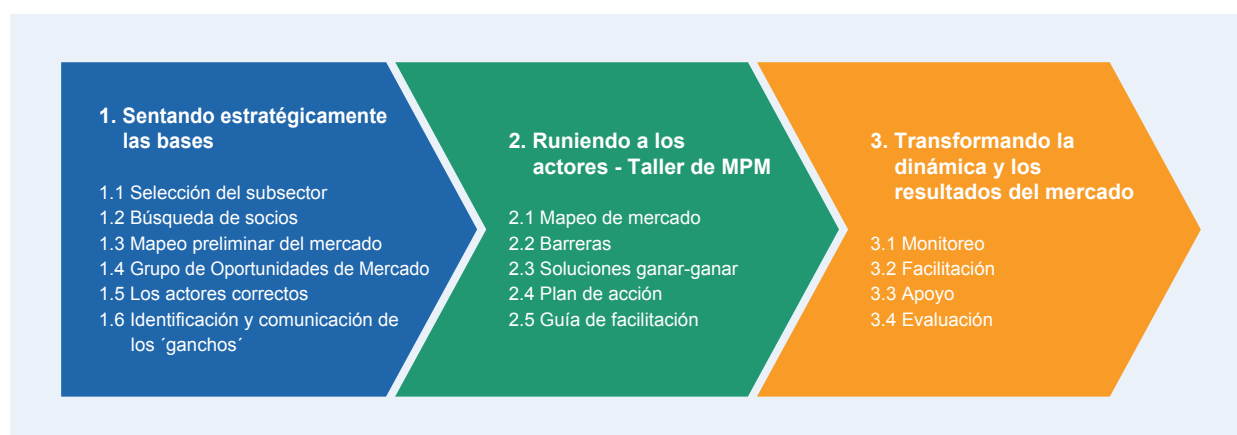 1. Sentando estratégicamente
las bases
1.1 Selección del subsector
1.2 Búsqueda de socios
1.3 Mapeo preliminar del mercado
1.4 Grupo de Oportunidades de Mercado
1.5 Los actores correctos
1.6 Identificación y comunicación de
los ´ganchos´
2. Runiendo a los
actores - Taller de MPM
2.1 Mapeo de mercado
2.2 Barreras
2.3 Soluciones ganar-ganar
2.4 Plan de acción
2.5 Guía de facilitación
3. Transformando la
dinámica y los
resultados del mercado
3.1 Monitoreo
3.2 Facilitación
3.3 Apoyo
3.4 Evaluación